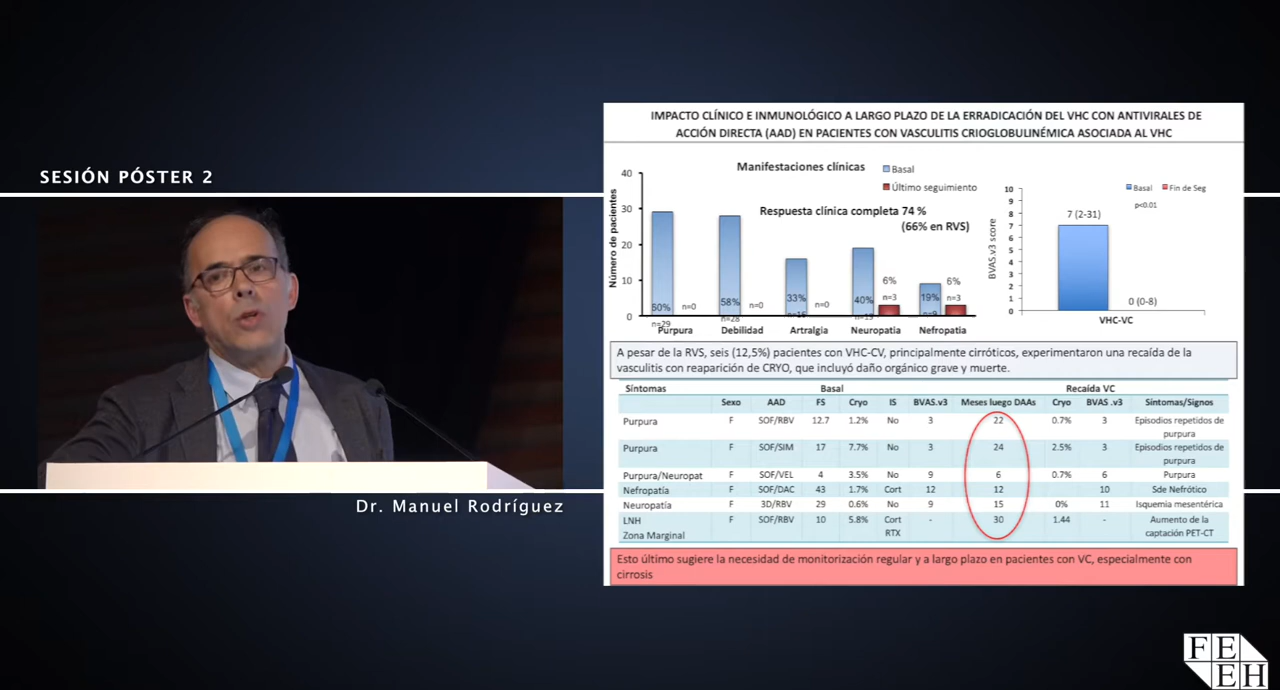 SESIÓN PÓSTER 2
Dr. Manuel Rodríguez
IMPACTO CLÍNICO E INMUNOLÓGICO A LARGO PLAZO DE LA ERRADICACIÓN DEL VHC CON ANTIVIRALES DE
ACCIÓN DIRECTA (AAD) EN PACIENTES CON VASCULITIS CRIOGLOBULINÉMICA ASOCIADA AL VHC
Manifestaciones clínicas
Basal
Último seguimiento
Respuesta clínica completa 74 %
(66% en RVS)
Número de pacientes
40
30
20
10
0
50% n=0 58% n=0 33% n=0 40% 6% n=3 19% 6% n=3
n=29 n=28 n=16 n=19 n=9
Purpura Debilidad Artralgia Neuropatia Nefropatia
Basal Fin de Seg
p<0.01
BVAS.v3 score
10
9
8
7
6
5
4
3
2
1
0
7 (2-31)
0 (0-8)
VHC-VC
A pesar de la RVS, seis (12,5%) pacientes con VHC-CV, principalmente cirróticos, experimentaron una recaída de la
vasculitis con reaparición de CRYO, que incluyó daño orgánico grave y muerte.
Síntomas Basal Recaída VC
Sexo AAD FS Cryo IS BVAS.v3 Meses luego DAAs Cryo BVAS .v3 Síntomas/Signos
Purpura F SOF/RBV 12.7 1.2% No 3 22 0.7% 3 Episodios repetidos de
purpura
Purpura F SOF/SIM 17 7.7% No 3 24 2.5% 3 Episodios repetidos de
purpura
Purpura/Neuropat F SOF/VEL 4 3.5% No 9 6 0.7% 6 Purpura
Nefropatía F SOF/DAC 43 1.7% Cort 12 12 10 Sde Nefrótico
Neuropatía F 3D/RBV 29 0.6% No 9 15 0% 11 Isquemia mesentérica
LNH F SOF/RBV 10 5.8% Cort - 30 1.44 - Aumento de la
Zona Marginal RTX captación PET-CT
Esto último sugiere la necesidad de monitorización regular y a largo plazo en pacientes con VC, especialmente con
cirrosis
FE
EH